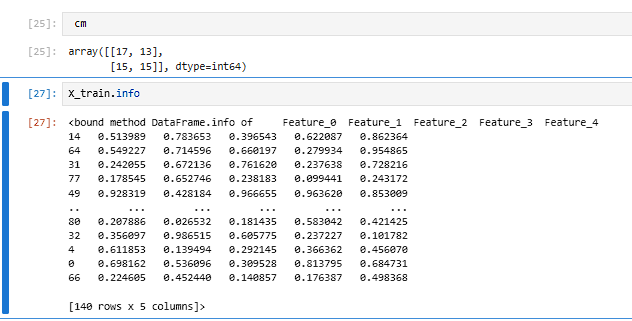 [25]: cm
[25]: array([[17, 13],
       [15, 15]], dtype=int64)
[27]: X_train.info
[27]: <bound method DataFrame.info of     Feature_0  Feature_1  Feature_2  Feature_3  Feature_4
14   0.513989   0.783653   0.396543   0.622087   0.862364
64   0.549227   0.714596   0.660197   0.279934   0.954865
31   0.242055   0.672136   0.761620   0.237638   0.728216
77   0.178545   0.652746   0.238183   0.099441   0.243172
49   0.928319   0.428184   0.966655   0.963620   0.853009
..        ...        ...        ...        ...        ...
80   0.207886   0.026532   0.181435   0.583042   0.421425
32   0.356097   0.986515   0.605775   0.237227   0.101782
4    0.611853   0.139494   0.292145   0.366362   0.456070
0    0.698162   0.536096   0.309528   0.813795   0.684731
66   0.224605   0.452440   0.140857   0.176387   0.498368
[140 rows x 5 columns]>